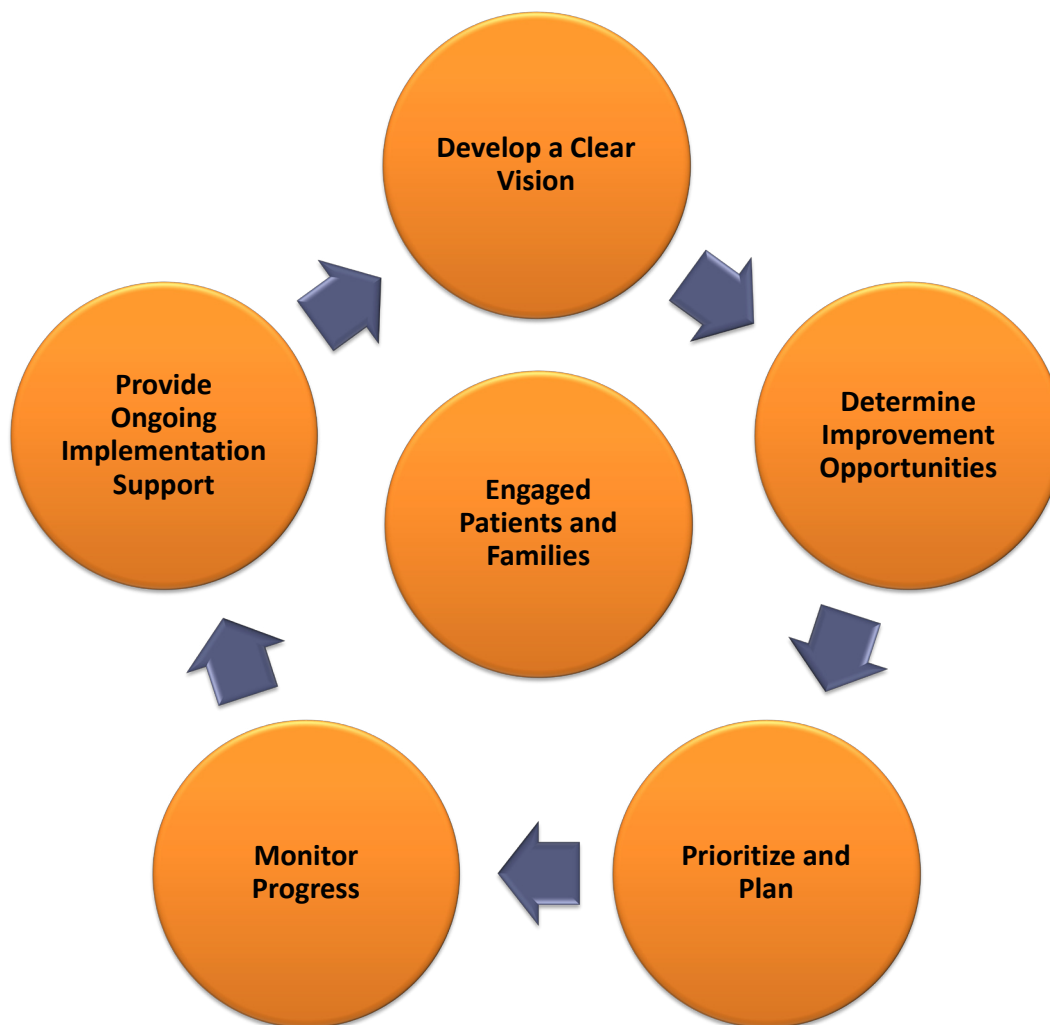 Develop a Clear
Vision
Determine
Improvement
Opportunities
Prioritize and
Plan
Monitor
Progress
Provide
Ongoing
Implementation
Support
Engaged
Patients and
Families